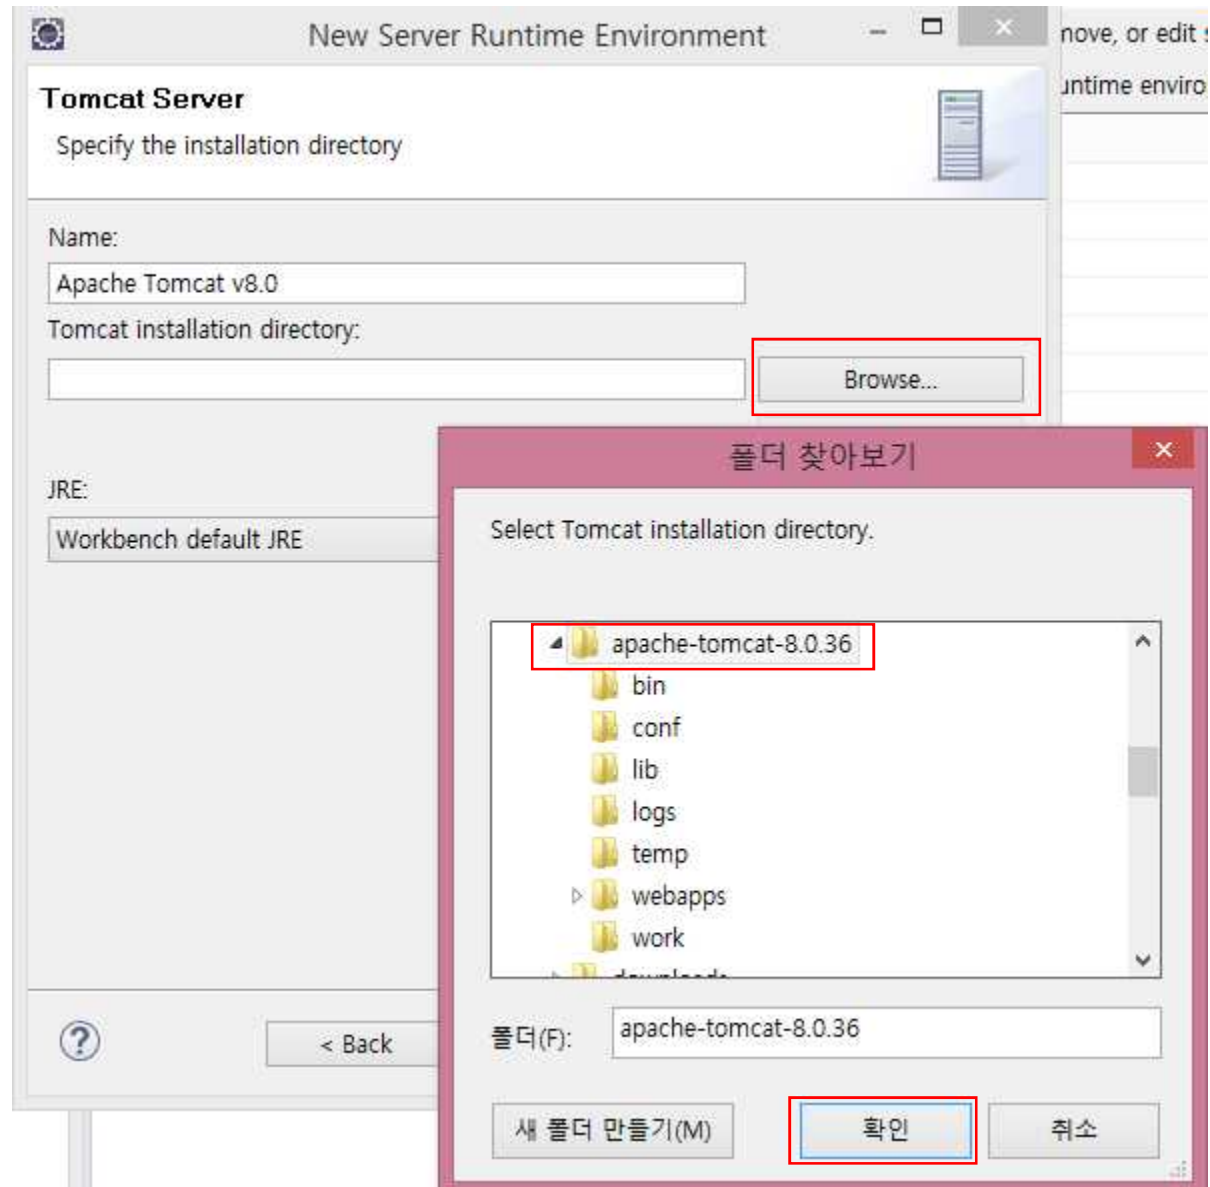 New Server Runtime Environment
move, or edit
untime enviro
Tomcat Server
Specify the installation directory
Name:
Apache Tomcat v8.0
Tomcat installation directory:
Browse...
JRE:
Workbench default JRE
폴더 찾아보기
Select Tomcat installation directory.
apache-tomcat-8.0.36
bin
conf
lib
logs
temp
webapps
work
폴더(F):
apache-tomcat-8.0.36
< Back
새 폴더 만들기(M)
확인
취소